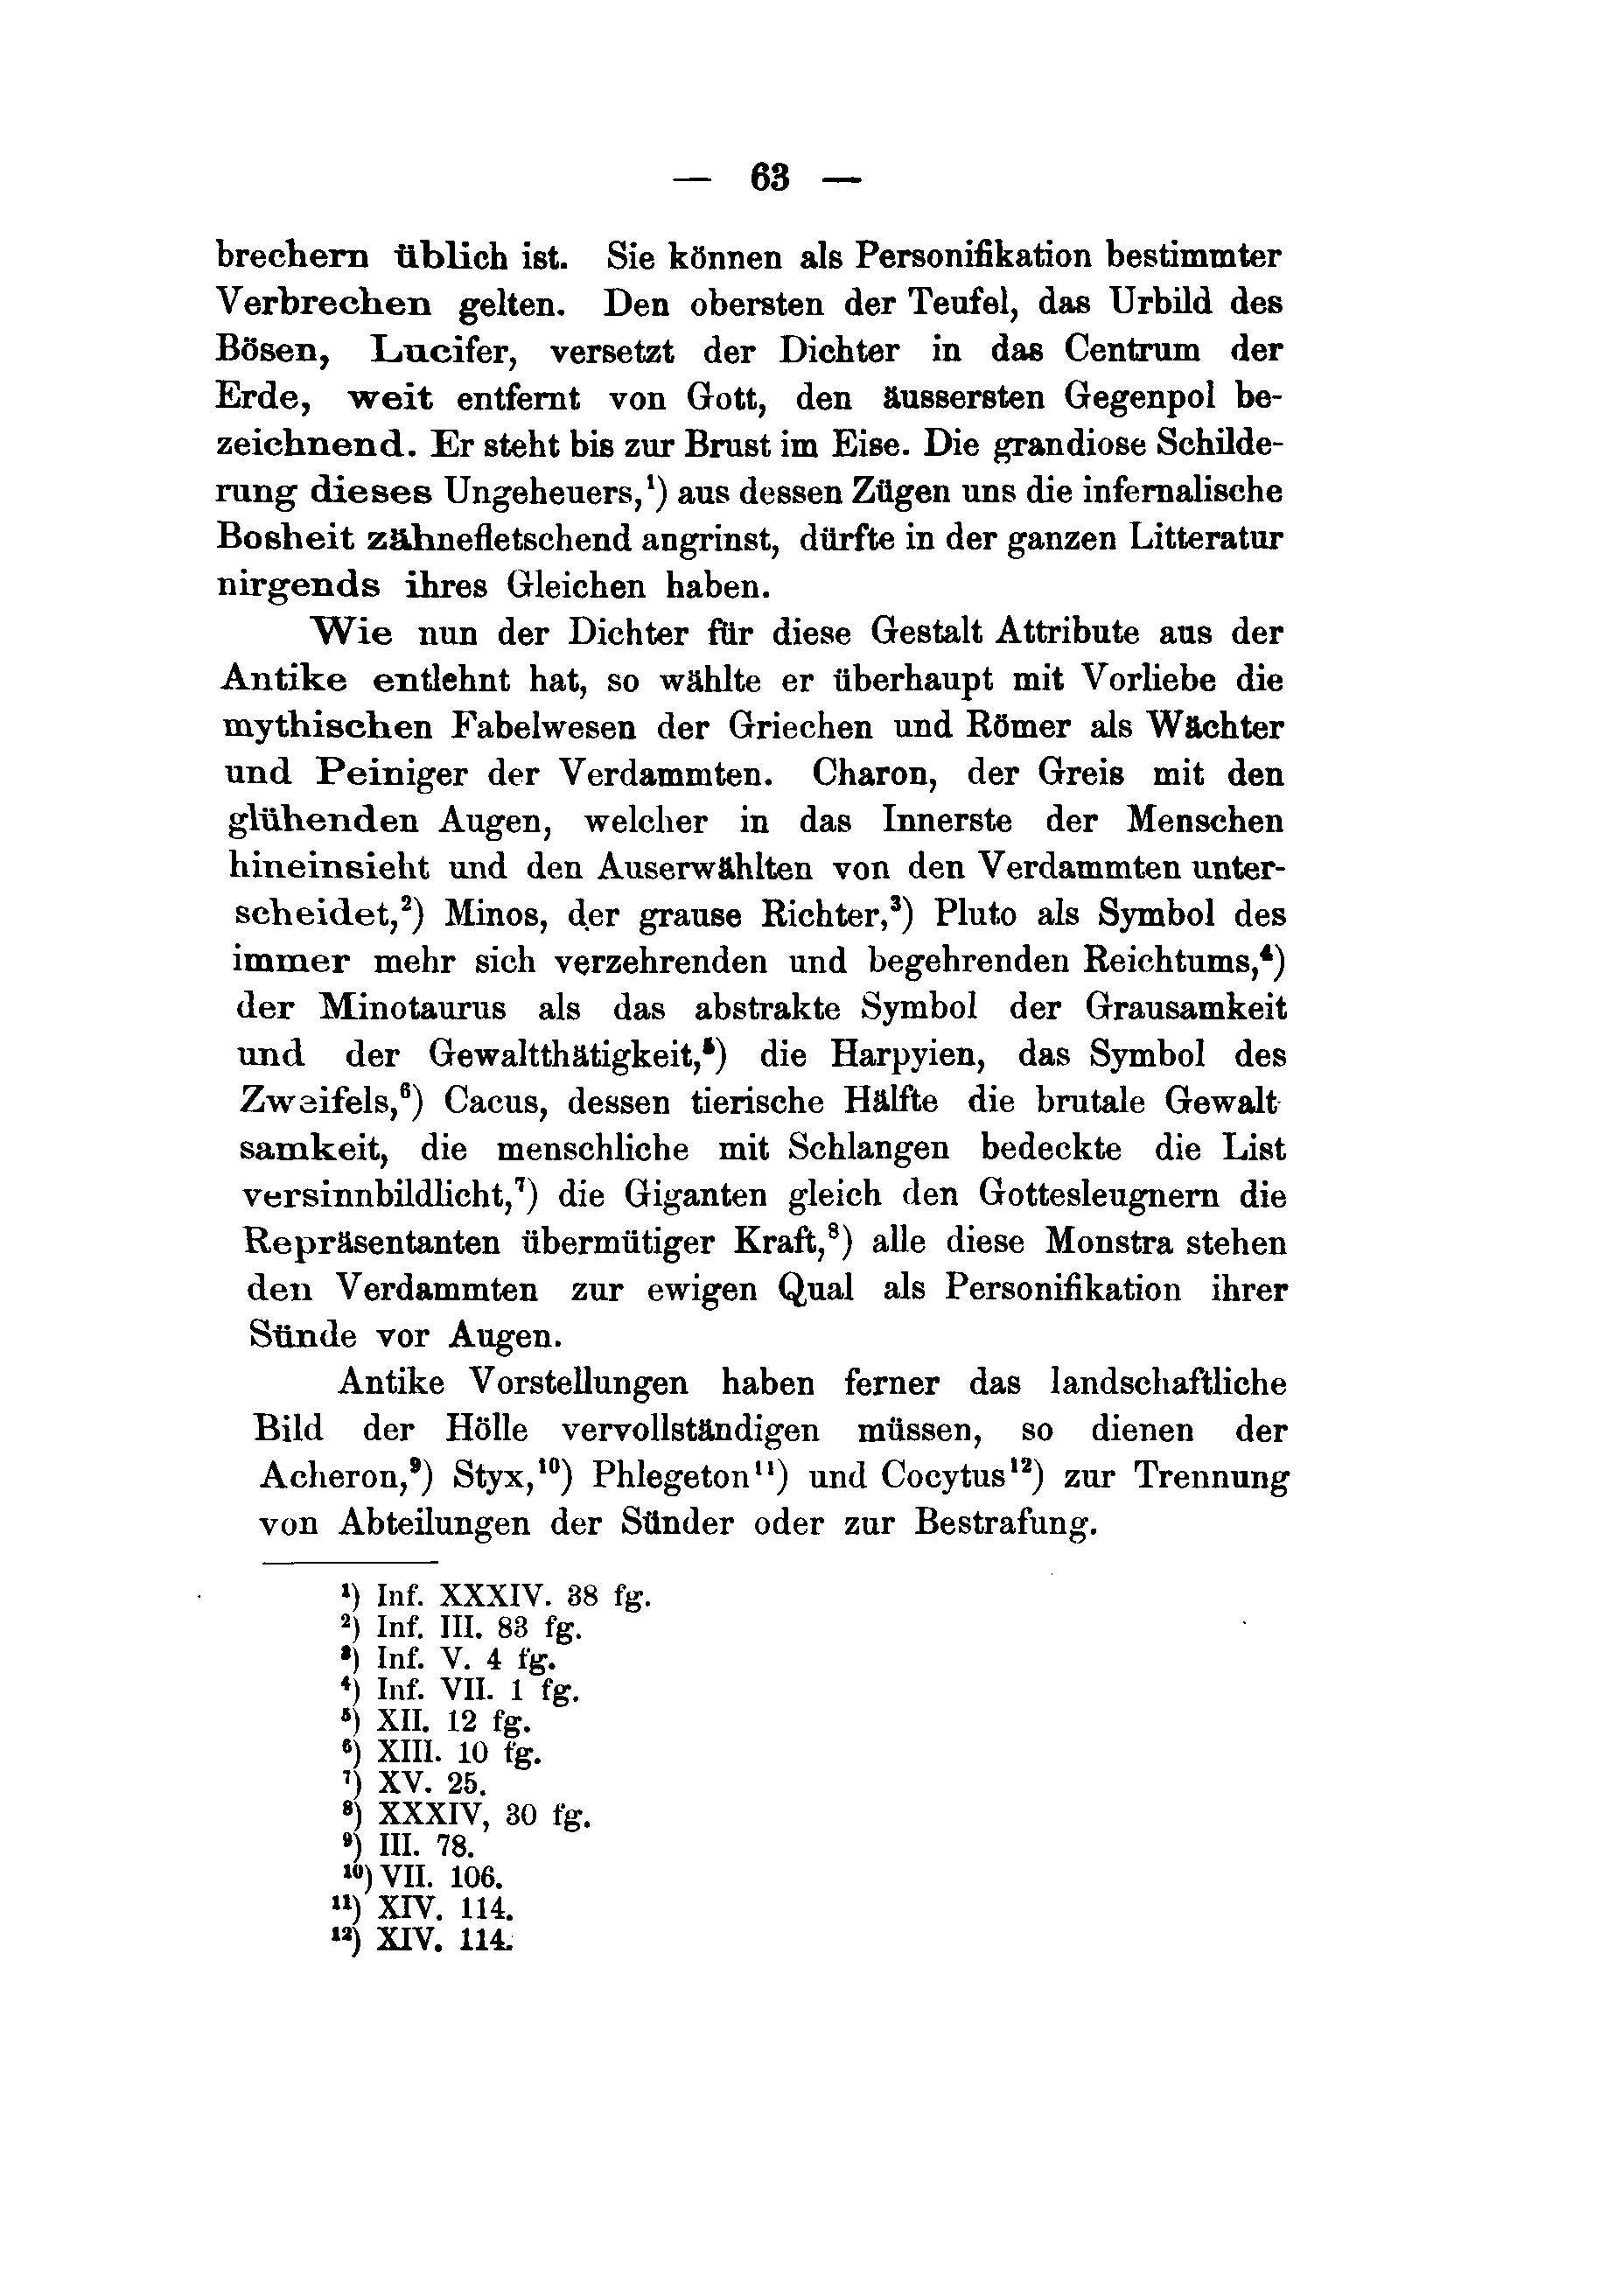 — 63 —
brechern üblich ist. Sie können als Personifikation bestimmter
Verbrechen gelten. Den obersten der Teufel, das Urbild des
Bösen, Lucifer, versetzt der Dichter in das Centrum der
Erde, weit entfernt von Gott, den äussersten Gegenpol be-
zeichnend. Er steht bis zur Brust im Eise. Die grandiose Schilde-
rung dieses Ungeheuers,¹) aus dessen Zügen uns die infernalische
Bosheit zähnefletschend angrinst, dürfte in der ganzen Litteratur
nirgends ihres Gleichen haben.
Wie nun der Dichter für diese Gestalt Attribute aus der
Antike entlehnt hat, so wählte er überhaupt mit Vorliebe die
mythischen Fabelwesen der Griechen und Römer als Wächter
und Peiniger der Verdammten. Charon, der Greis mit den
glühenden Augen, welcher in das Innerste der Menschen
hineinsieht und den Auserwählten von den Verdammten unter-
scheidet,²) Minos, der grause Richter,³) Pluto als Symbol des
immer mehr sich verzehrenden und begehrenden Reichtums,⁴)
der Minotaurus als das abstrakte Symbol der Grausamkeit
und der Gewaltthätigkeit,⁵) die Harpyien, das Symbol des
Zweifels,⁶) Cacus, dessen tierische Hälfte die brutale Gewalt-
samkeit, die menschliche mit Schlangen bedeckte die List
versinnbildlicht,⁷) die Giganten gleich den Gottesleugnern die
Repräsentanten übermütiger Kraft,⁸) alle diese Monstra stehen
den Verdammten zur ewigen Qual als Personifikation ihrer
Sünde vor Augen.
Antike Vorstellungen haben ferner das landschaftliche
Bild der Hölle vervollständigen müssen, so dienen der
Acheron,⁹) Styx,¹⁰) Phlegeton¹¹) und Cocytus¹²) zur Trennung
von Abteilungen der Sünder oder zur Bestrafung.
¹) Inf. XXXIV. 38 fg.
²) Inf. III. 83 fg.
³) Inf. V. 4 fg.
⁴) Inf. VII. 1 fg.
⁵) XII. 12 fg.
⁶) XIII. 10 fg.
⁷) XV. 25.
⁸) XXXIV, 30 fg.
⁹) III. 78.
¹⁰) VII. 106.
¹¹) XIV. 114.
¹²) XIV. 114.